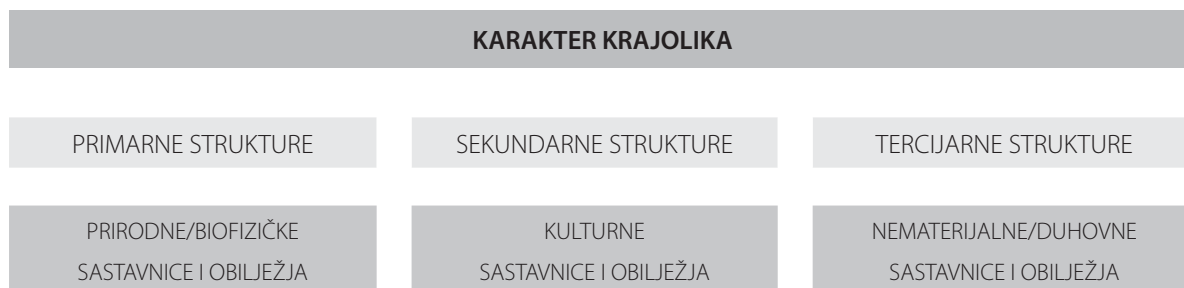 KARAKTER KRAJOLIKA
PRIMARNE STRUKTURE
SEKUNDARNE STRUKTURE
TERCIJARNE STRUKTURE
PRIRODNE/BIOFIZIČKE
SASTAVNICE I OBILJEŽJA
KULTURNE
SASTAVNICE I OBILJEŽJA
NEMATERIJALNE/DUHOVNE
SASTAVNICE I OBILJEŽJA